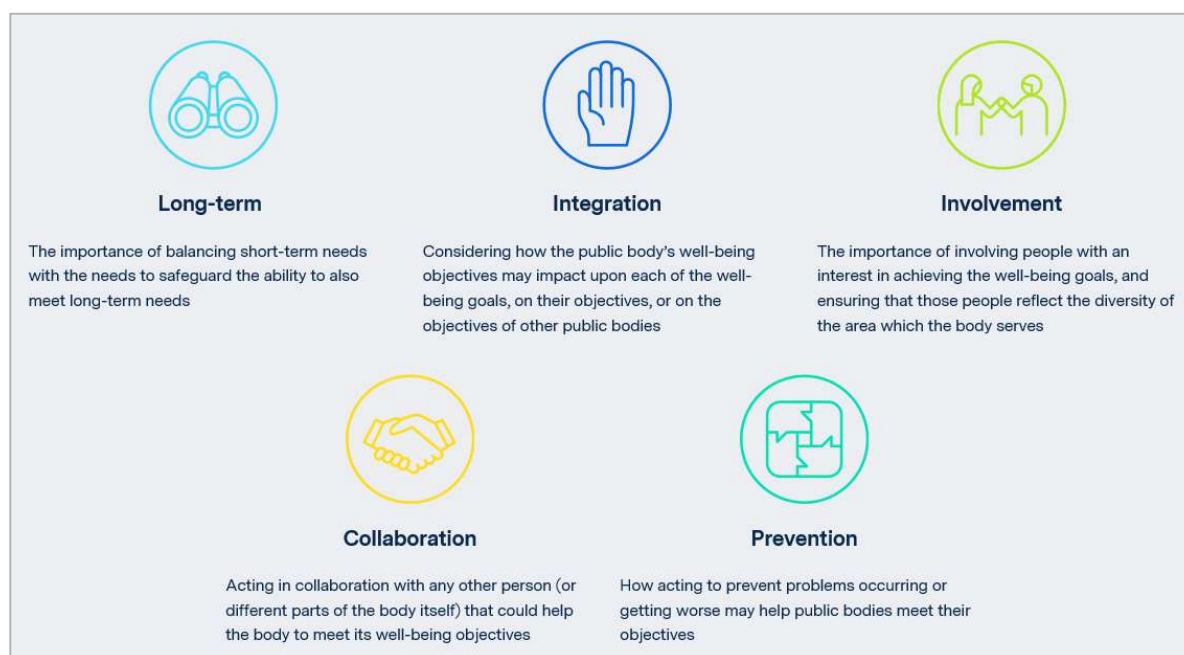 Long-term
The importance of balancing short-term needs
with the needs to safeguard the ability to also
meet long-term needs
Integration
Considering how the public body's well-being
objectives may impact upon each of the well-
being goals, on their objectives, or on the
objectives of other public bodies
Involvement
The importance of involving people with an
interest in achieving the well-being goals, and
ensuring that those people reflect the diversity of
the area which the body serves
Collaboration
Acting in collaboration with any other person (or
different parts of the body itself) that could help
the body to meet its well-being objectives
Prevention
How acting to prevent problems occurring or
getting worse may help public bodies meet their
objectives